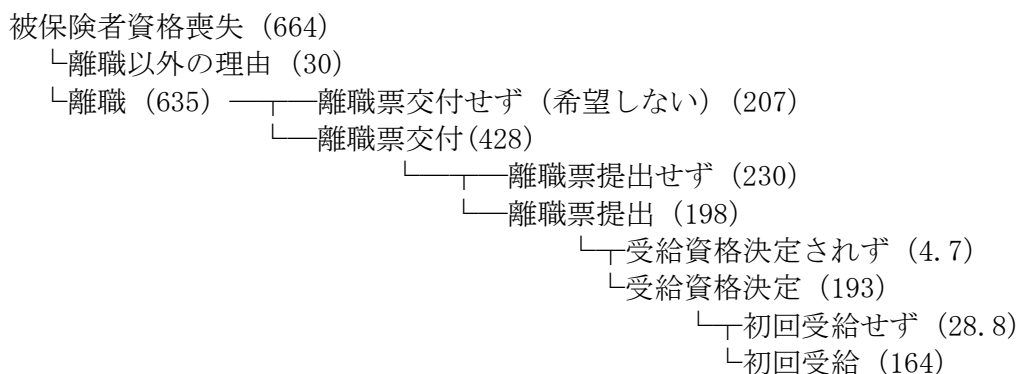 被保険者資格喪失（664）
└離職以外の理由（30）
└離職（635）─┬─離職票交付せず（希望しない）（207）
└─離職票交付(428)
└─┬─離職票提出せず（230）
└─離職票提出（198）
└┬受給資格決定されず（4.7）
└受給資格決定（193）
└┬初回受給せず（28.8）
└初回受給（164）